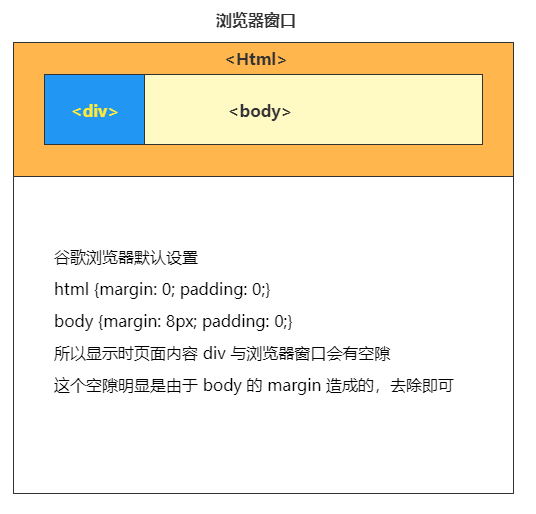 浏览器窗口
<Html>
<div>
<body>
谷歌浏览器默认设置
html {margin: 0; padding: 0;}
body {margin: 8px; padding: 0;}
所以显示时页面内容 div 与浏览器窗口会有空隙
这个空隙明显是由于 body 的 margin 造成的，去除即可